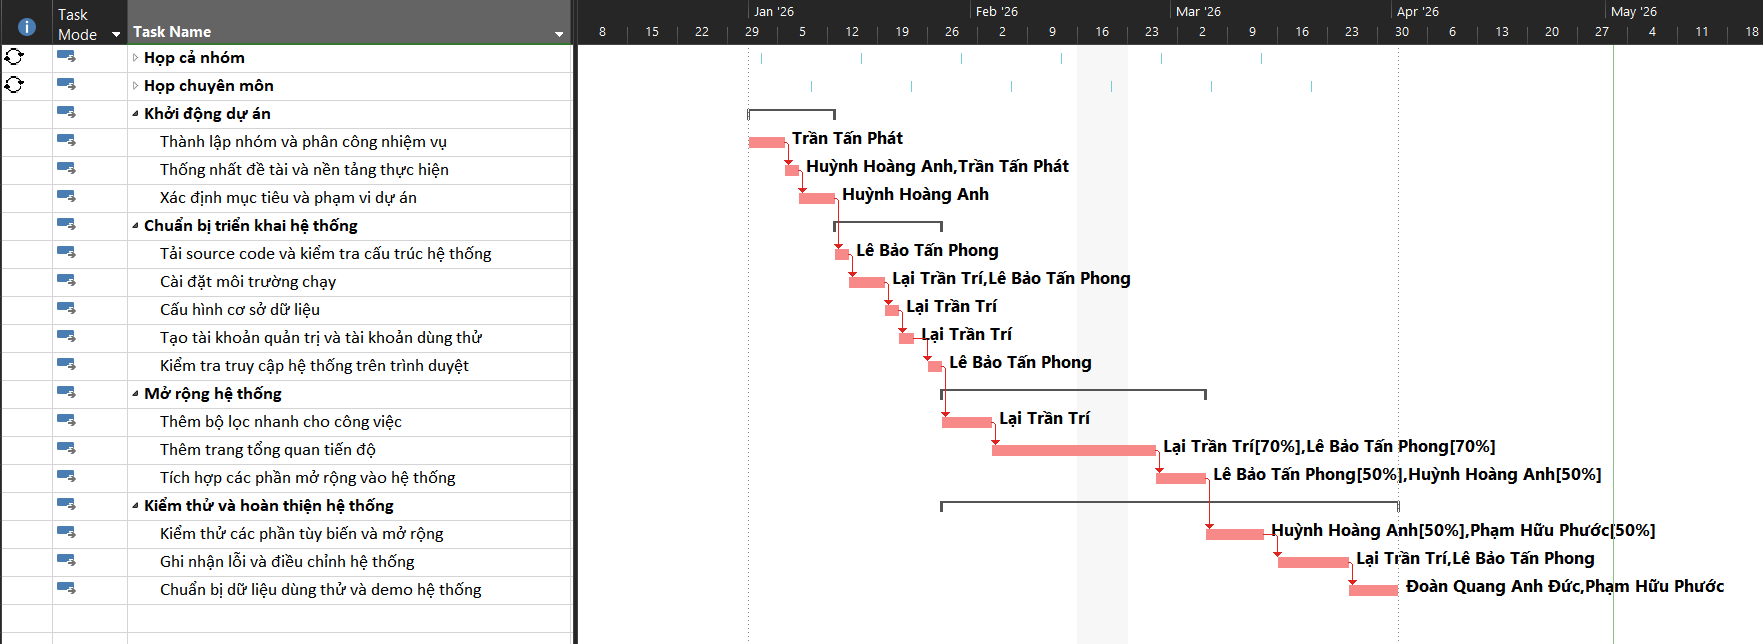 Task Mode
Task Name
Jan '26 Feb '26 Mar '26 Apr '26 May '26
8 15 22 29 5 12 19 26 2 9 16 23 2 9 16 23 30 6 13 20 27 4 11 18
Họp cả nhóm
Họp chuyên môn
Khởi động dự án
Thành lập nhóm và phân công nhiệm vụ Trần Tấn Phát
Thống nhất đề tài và nền tảng thực hiện Huỳnh Hoàng Anh,Trần Tấn Phát
Xác định mục tiêu và phạm vi dự án Huỳnh Hoàng Anh
Chuẩn bị triển khai hệ thống
Tải source code và kiểm tra cấu trúc hệ thống Lê Bảo Tấn Phong
Cài đặt môi trường chạy Lại Trần Trí,Lê Bảo Tấn Phong
Cấu hình cơ sở dữ liệu Lại Trần Trí
Tạo tài khoản quản trị và tài khoản dùng thử Lại Trần Trí
Kiểm tra truy cập hệ thống trên trình duyệt Lê Bảo Tấn Phong
Mở rộng hệ thống
Thêm bộ lọc nhanh cho công việc Lại Trần Trí
Thêm trang tổng quan tiến độ Lại Trần Trí[70%],Lê Bảo Tấn Phong[70%]
Tích hợp các phần mở rộng vào hệ thống Lê Bảo Tấn Phong[50%],Huỳnh Hoàng Anh[50%]
Kiểm thử và hoàn thiện hệ thống
Kiểm thử các phần tùy biến và mở rộng Huỳnh Hoàng Anh[50%],Phạm Hữu Phước[50%]
Ghi nhận lỗi và điều chỉnh hệ thống Lại Trần Trí,Lê Bảo Tấn Phong
Chuẩn bị dữ liệu dùng thử và demo hệ thống Đoàn Quang Anh Đức,Phạm Hữu Phước